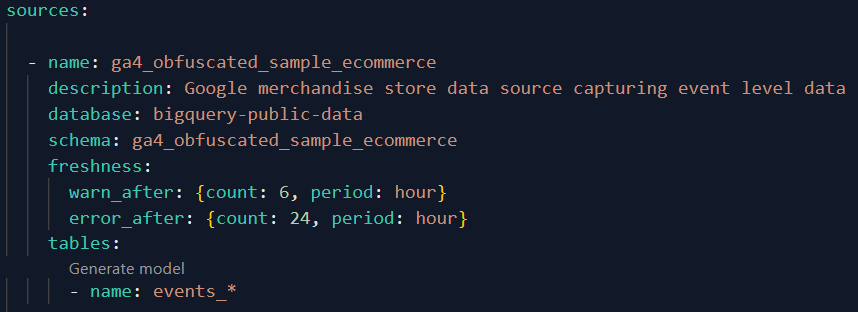 sources:
- name: ga4_obfuscated_sample_ecommerce
description: Google merchandise store data source capturing event level data
database: bigquery-public-data
schema: ga4_obfuscated_sample_ecommerce
freshness:
warn_after: {count: 6, period: hour}
error_after: {count: 24, period: hour}
tables:
Generate model
- name: events_*